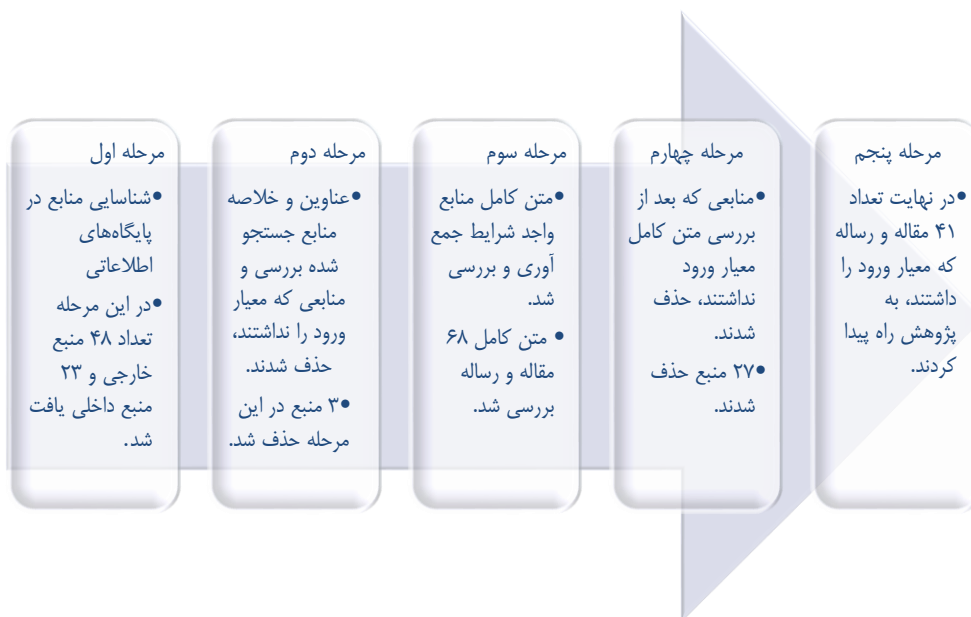 مرحله اول
•شناسایی منابع در
پایگاه‌های
اطلاعاتی
•در این مرحله
تعداد ۴۸ منبع
خارجی و ۲۳
منبع داخلی یافت
شد.
مرحله دوم
•عناوین و خلاصه
منابع جستجو
شده بررسی و
منابعی که معیار
ورود را نداشتند،
حذف شدند.
•۳ منبع در این
مرحله حذف شد.
مرحله سوم
•متن کامل منابع
واجد شرایط جمع
آوری و بررسی
شد.
• متن کامل ۶۸
مقاله و رساله
بررسی شد.
مرحله چهارم
•منابعی که بعد از
بررسی متن کامل
معیار ورود
نداشتند، حذف
شدند.
•۲۷ منبع حذف
شدند.
مرحله پنجم
•در نهایت تعداد
۴۱ مقاله و رساله
که معیار ورود را
داشتند، به
پژوهش راه پیدا
کردند.